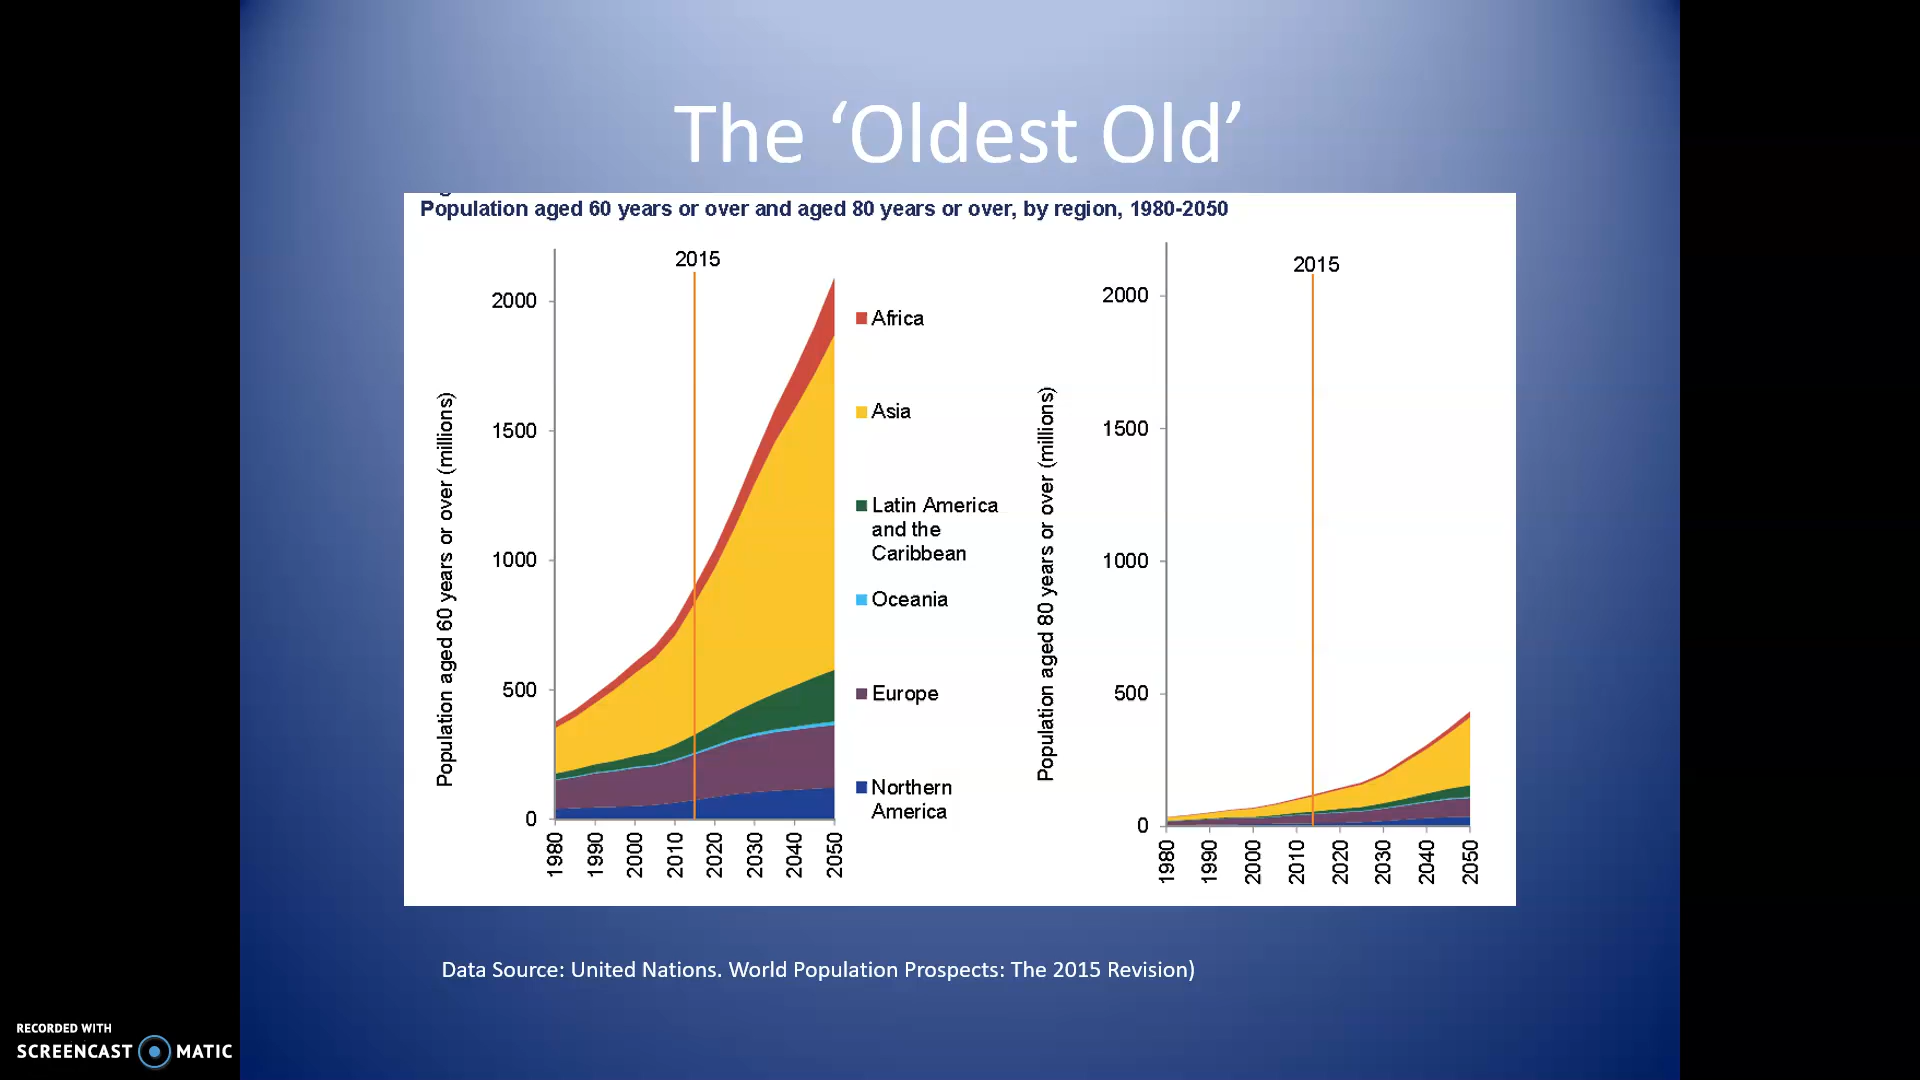 The ‘Oldest Old’
Population aged 60 years or over and aged 80 years or over, by region, 1980-2050
Population aged 60 years or over (millions)
2015
2000
1500
1000
500
0
1980
1990
2000
2010
2020
2030
2040
2050
Africa
Asia
Latin America
and the
Caribbean
Oceania
Europe
Northern
America
Population aged 80 years or over (millions)
2015
2000
1500
1000
500
0
1980
1990
2000
2010
2020
2030
2040
2050
Data Source: United Nations. World Population Prospects: The 2015 Revision)
RECORDED WITH
SCREENCAST MATIC